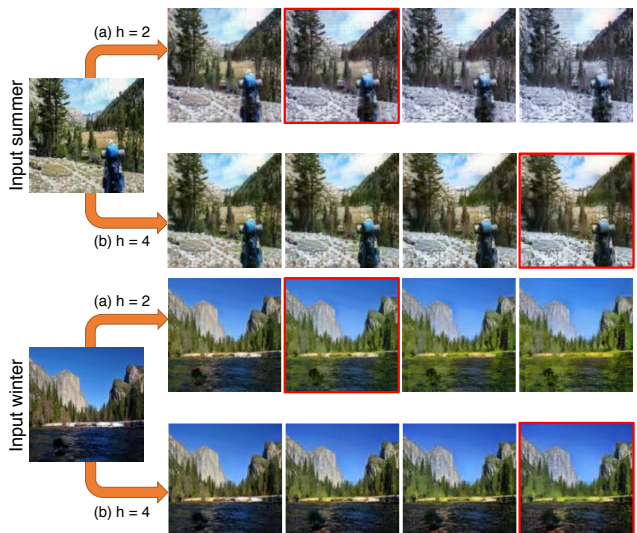 (a) h = 2
Input summer
(b) h = 4
(a) h = 2
Input winter
(b) h = 4